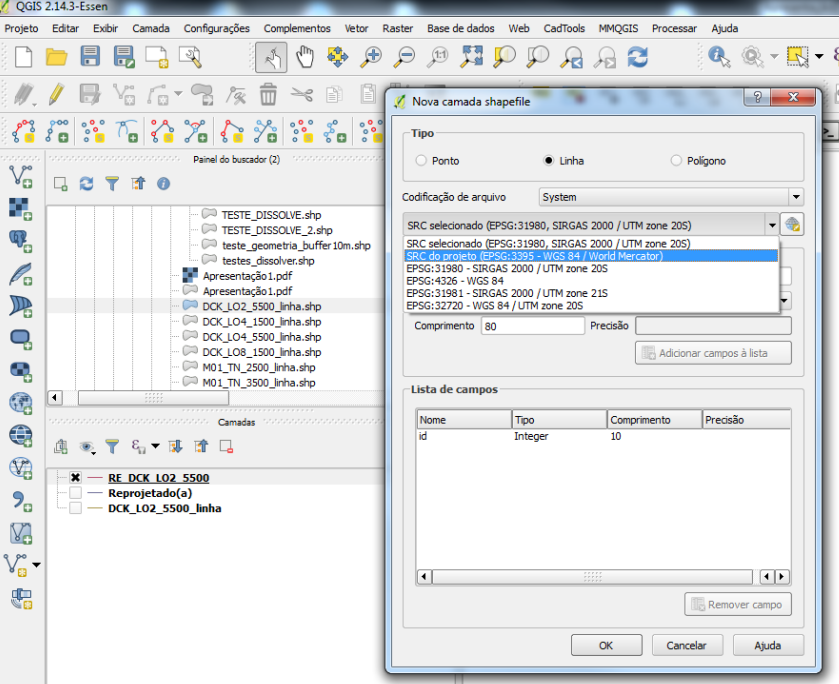 QGIS 2.14.3-Essen
Projeto Editar Exibir Camada Configurações Complementos Vetor Raster Base de dados Web CadTools MMQGIS Processar Ajuda
Painel do buscador (2)
TESTE_DISSOLVE.shp
TESTE_DISSOLVE_2.shp
teste_geometria_buffer10m.shp
testes_dissolver.shp
Apresentação1.pdf
Apresentação1.pdf
DCK_LO2_5500_linha.shp
DCK_LO4_1500_linha.shp
DCK_LO4_5500_linha.shp
DCK_LO8_1500_linha.shp
M01_TN_2500_linha.shp
M01_TN_3500_linha.shp
Camadas
RE_DCK_LO2_5500
Reprojetado(a)
DCK_LO2_5500_linha
Nova camada shapefile
Tipo
Ponto Linha Polígono
Codificação de arquivo System
SRC selecionado (EPSG:31980, SIRGAS 2000 / UTM zone 20S)
SRC selecionado (EPSG:31980, SIRGAS 2000 / UTM zone 20S)
SRC do projeto (EPSG:3395 - WGS 84 / World Mercator)
EPSG:31980 - SIRGAS 2000 / UTM zone 20S
EPSG:4326 - WGS 84
EPSG:31981 - SIRGAS 2000 / UTM zone 21S
EPSG:32720 - WGS 84 / UTM zone 20S
Comprimento 80 Precisão
Adicionar campos à lista
Lista de campos
Nome Tipo Comprimento Precisão
id Integer 10
Remover campo
OK Cancelar Ajuda